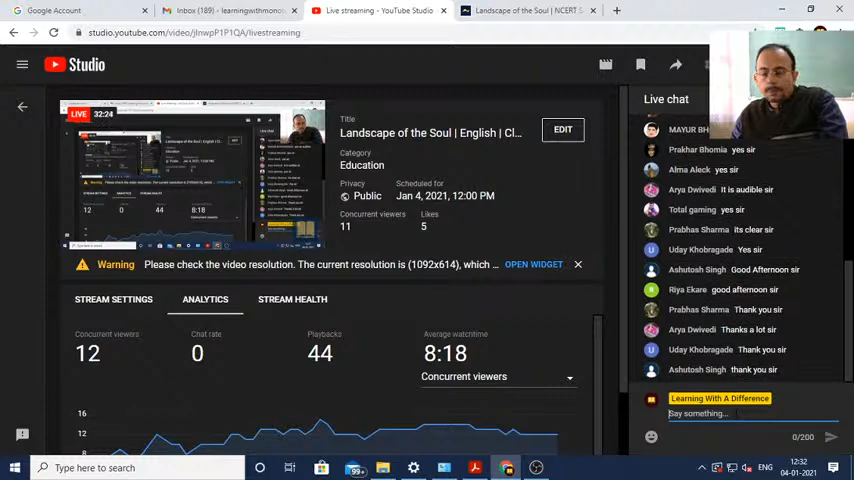 Google Account
Inbox (189) - learningwithmonot
Live streaming - YouTube Studio
Landscape of the Soul | NCERT S
studio.youtube.com/video/jInwpP1P1QA/livestreaming
Studio
LIVE 32:24
Title
Landscape of the Soul | English | Cl...
EDIT
Category
Education
Privacy
Public
Scheduled for
Jan 4, 2021, 12:00 PM
Concurrent viewers
11
Likes
5
Warning Please check the video resolution. The current resolution is (1092x614), which ... OPEN WIDGET
STREAM SETTINGS ANALYTICS STREAM HEALTH
Concurrent viewers
12
Chat rate
0
Playbacks
44
Average watchtime
8:18
Concurrent viewers
16
12
Live chat
MAYUR BH
Prakhar Bhomia yes sir
Alma Aleck yes sir
Arya Dwivedi It is audible sir
Total gaming yes sir
Prabhas Sharma its clear sir
Uday Khobragade Yes sir
Ashutosh Singh Good Afternoon sir
Riya Ekare good afternoon sir
Prabhas Sharma Thank you sir
Arya Dwivedi Thanks a lot sir
Uday Khobragade Thank you sir
Ashutosh Singh thank you sir
Learning With A Difference
Say something...
0/200
Type here to search
99+
ENG
12:32
04-01-2021